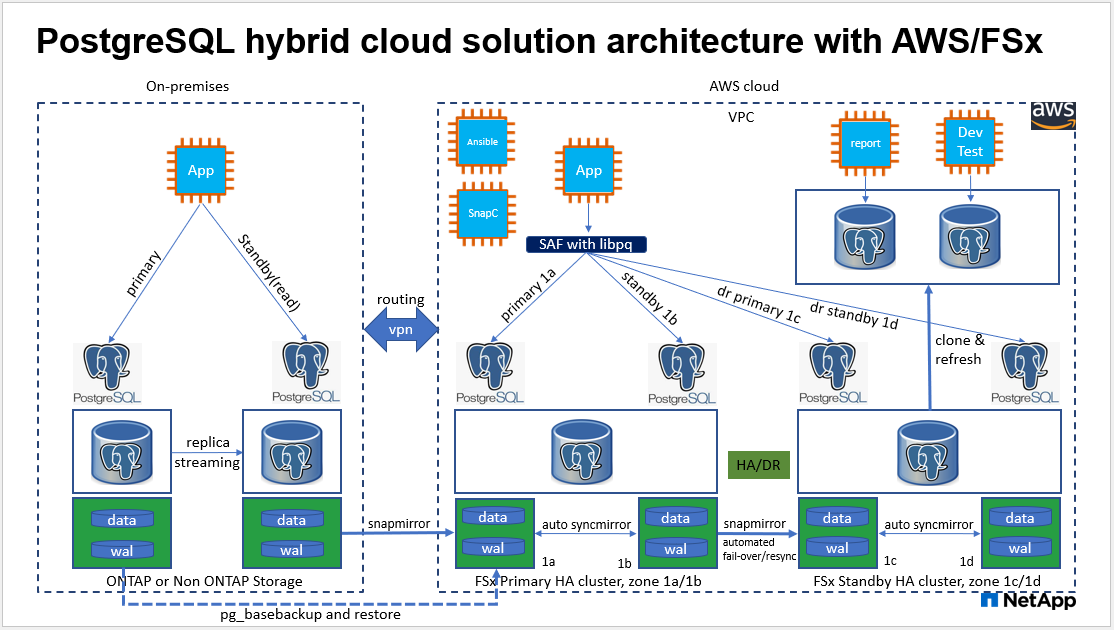 PostgreSQL hybrid cloud solution architecture with AWS/FSx
On-premises
AWS cloud
VPC
aws
App
Ansible
SnapC
App
report
Dev
Test
SAF with libpq
primary
Standby(read)
routing
vpn
primary 1a
standby 1b
dr primary 1c
dr standby 1d
clone &
refresh
PostgreSQL
PostgreSQL
PostgreSQL
PostgreSQL
PostgreSQL
PostgreSQL
replica
streaming
HA/DR
data
wal
data
wal
snapmirror
data
wal
auto syncmirror
1a
1b
data
wal
snapmirror
automated
fail-over/resync
data
wal
auto syncmirror
1c
1d
data
wal
ONTAP or Non ONTAP Storage
FSx Primary HA cluster, zone 1a/1b
FSx Standby HA cluster, zone 1c/1d
pg_basebackup and restore
NetApp